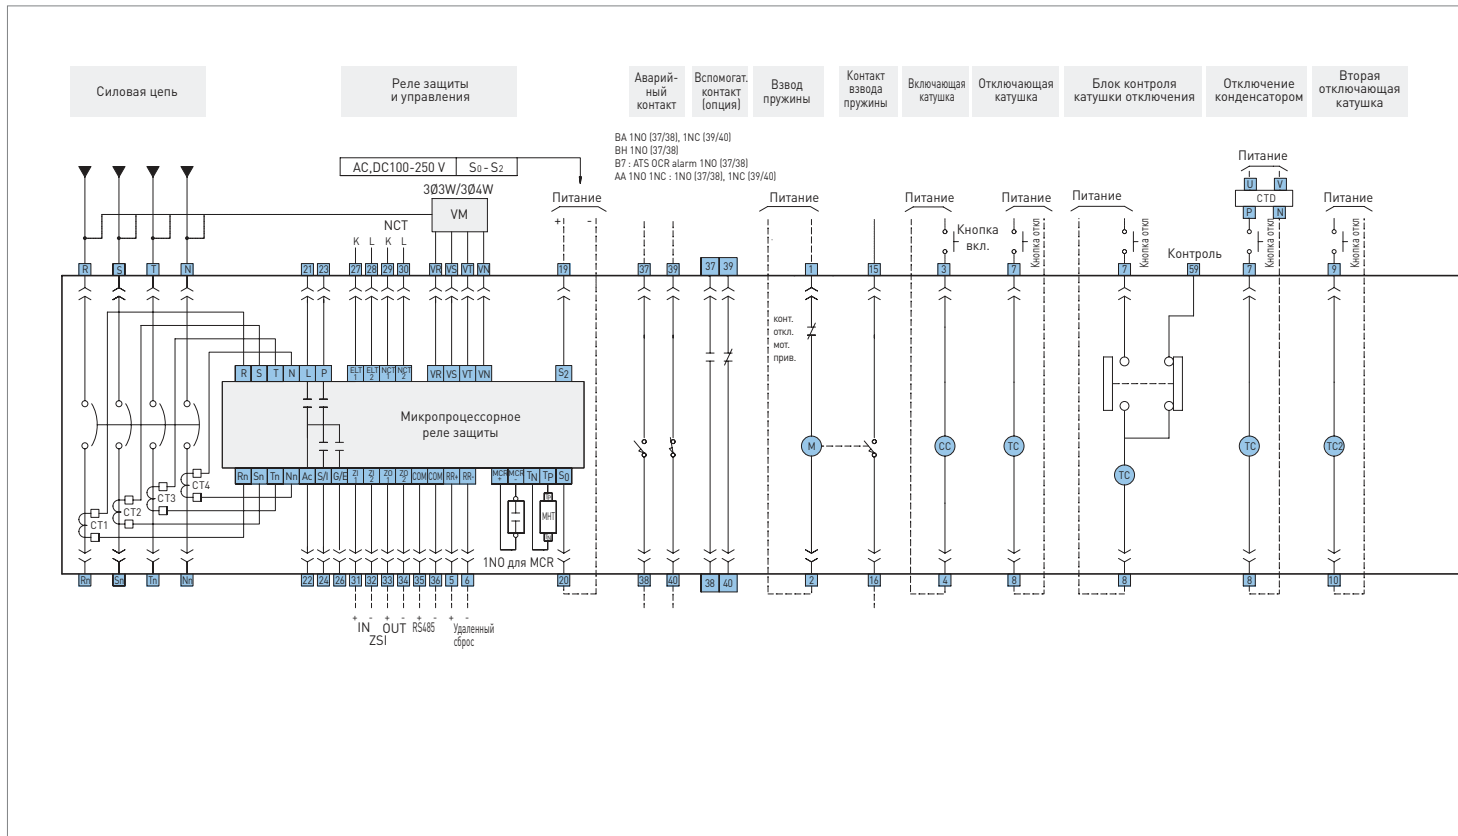 Силовая цепь
Реле защиты
и управления
Аварий-
ный
контакт
Вспомогат.
контакт
(опция)
Взвод
пружины
Контакт
взвода
пружины
Включающая
катушка
Отключающая
катушка
Блок контроля
катушки отключения
Отключение
конденсатором
Вторая
отключающая
катушка
BA 1NO (37/38), 1NC (39/40)
BH 1NO (37/38)
B7 : ATS OCR alarm 1NO (37/38)
AA 1NO 1NC : 1NO (37/38), 1NC (39/40)
AC,DC100-250 V S0 - S2
3Ø3W/3Ø4W
VM
NCT
K L K L
Питание
+ -
Питание
Питание
Кнопка
вкл.
Питание
Кнопка откл
Питание
Кнопка откл
Контроль
Питание
U V
CTD
P N
Кнопка откл
Питание
Кнопка откл
R S T N 21 23 27 28 29 30 VR VS VT VN 19 37 39 37 39 1 15 3 7 7 59 7 9
конт.
откл.
мот.
прив.
R S T N L P ELT 1 ELT 2 NCT 1 NCT 2 VR VS VT VN S2
Микропроцессорное
реле защиты
M CC TC TC TC TC2
Rn Sn Tn Nn Ac S/I G/E ZI 1 ZI 2 ZO 1 ZO 2 COM COM RR+ RR- MCR + MCR - TN TP S0
CT1 CT2 CT3 CT4
MHT
1NO для MCR
Rn Sn Tn Nn 22 24 26 31 32 33 34 35 36 5 6 20 38 40 38 40 2 16 4 8 8 8 10
+ - + - + - + -
IN OUT RS485 Удаленный
сброс
ZSI